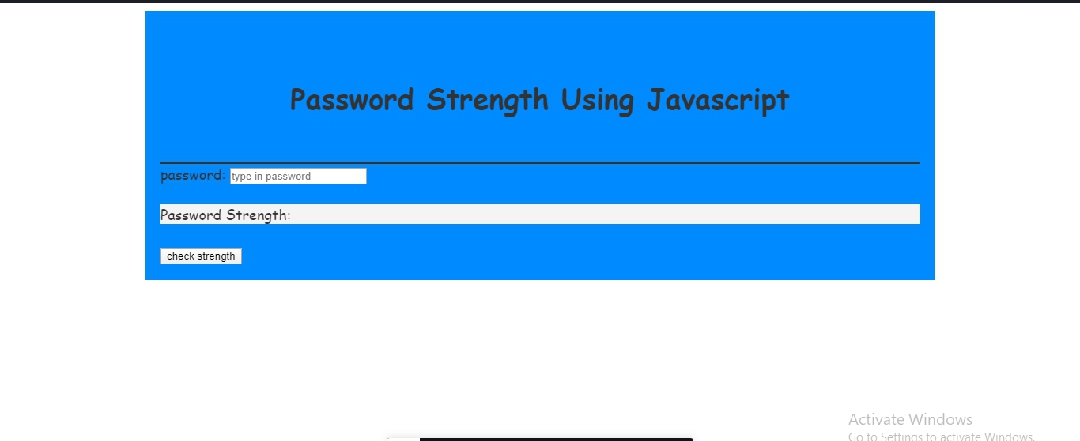 Password Strength Using Javascript
password: type in password
Password Strength:
check strength
Activate Windows
Go to Settings to activate Windows.